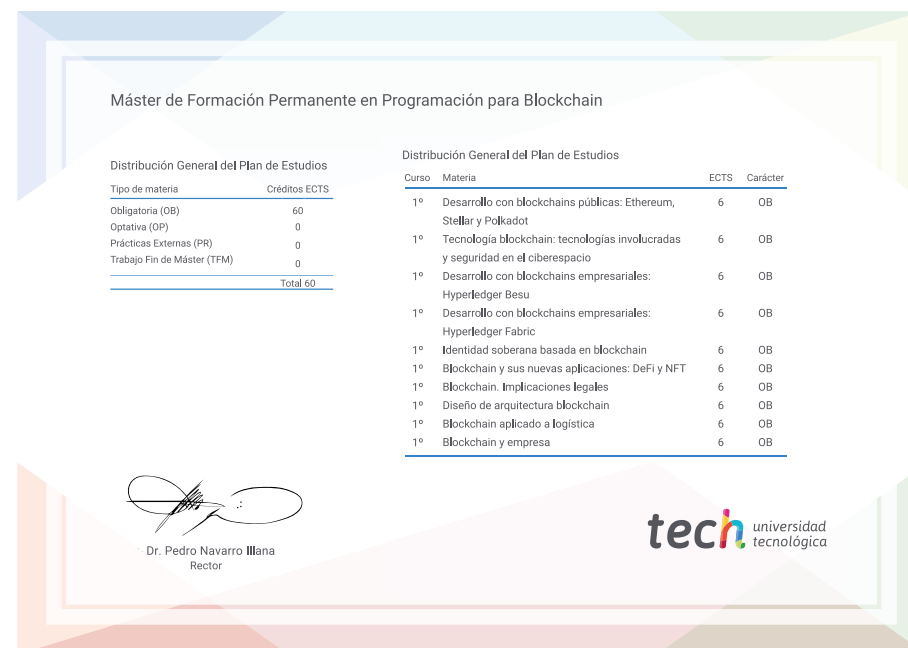 Máster de Formación Permanente en Programación para Blockchain
Distribución General del Plan de Estudios
Tipo de materia Créditos ECTS
Obligatoria (OB) 60
Optativa (OP) 0
Prácticas Externas (PR) 0
Trabajo Fin de Máster (TFM) 0
Total 60
Distribución General del Plan de Estudios
Curso Materia ECTS Carácter
1º Desarrollo con blockchains públicas: Ethereum, 6 OB
Stellar y Polkadot
1º Tecnología blockchain: tecnologías involucradas 6 OB
y seguridad en el ciberespacio
1º Desarrollo con blockchains empresariales: 6 OB
Hyperledger Besu
1º Desarrollo con blockchains empresariales: 6 OB
Hyperledger Fabric
1º Identidad soberana basada en blockchain 6 OB
1º Blockchain y sus nuevas aplicaciones: DeFi y NFT 6 OB
1º Blockchain. Implicaciones legales 6 OB
1º Diseño de arquitectura blockchain 6 OB
1º Blockchain aplicado a logística 6 OB
1º Blockchain y empresa 6 OB
Dr. Pedro Navarro Illana
Rector
tech universidad
tecnológica